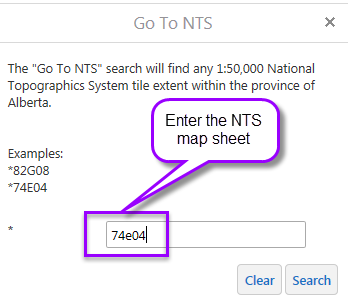 Go To NTS ×
The "Go To NTS" search will find any 1:50,000 National
Topographics System tile extent within the province of
Alberta.
Enter the NTS
map sheet
Examples:
*82G08
*74E04
* 74e04
Clear Search